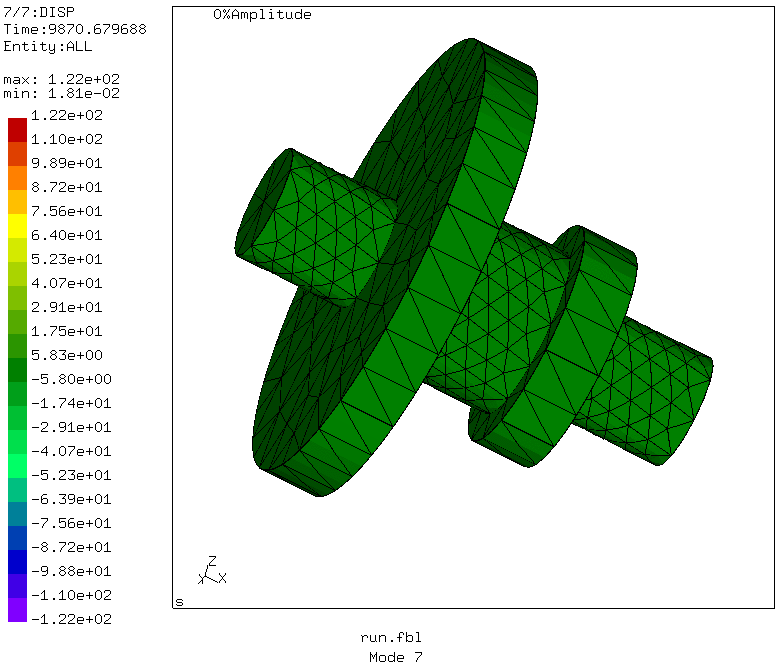 7/7:DISP
Time:9870.679688
Entity:ALL
max: 1.22e+02
min: 1.81e-02
1.22e+02
1.10e+02
9.89e+01
8.72e+01
7.56e+01
6.40e+01
5.23e+01
4.07e+01
2.91e+01
1.75e+01
5.83e+00
-5.80e+00
-1.74e+01
-2.91e+01
-4.07e+01
-5.23e+01
-6.39e+01
-7.56e+01
-8.72e+01
-9.88e+01
-1.10e+02
-1.22e+02
0%Amplitude
Z
Y X
s
run.fbl
Mode 7